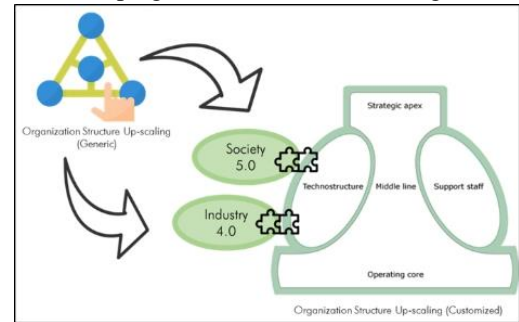 Organization Structure Up-scaling
(Generic)
Society
5.0
Industry
4.0
Strategic apex
Technostructure
Middle line
Support staff
Operating core
Organization Structure Up-scaling (Customized)